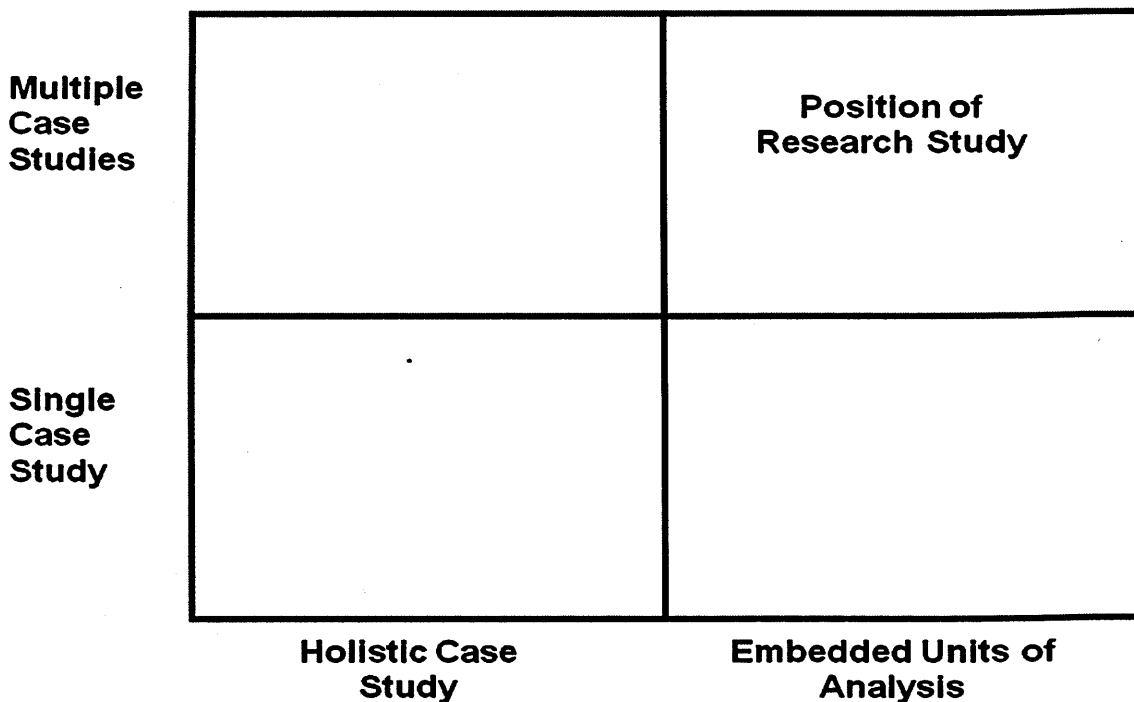 Multiple
Case
Studies
Position of
Research Study
Single
Case
Study
Holistic Case
Study
Embedded Units of
Analysis